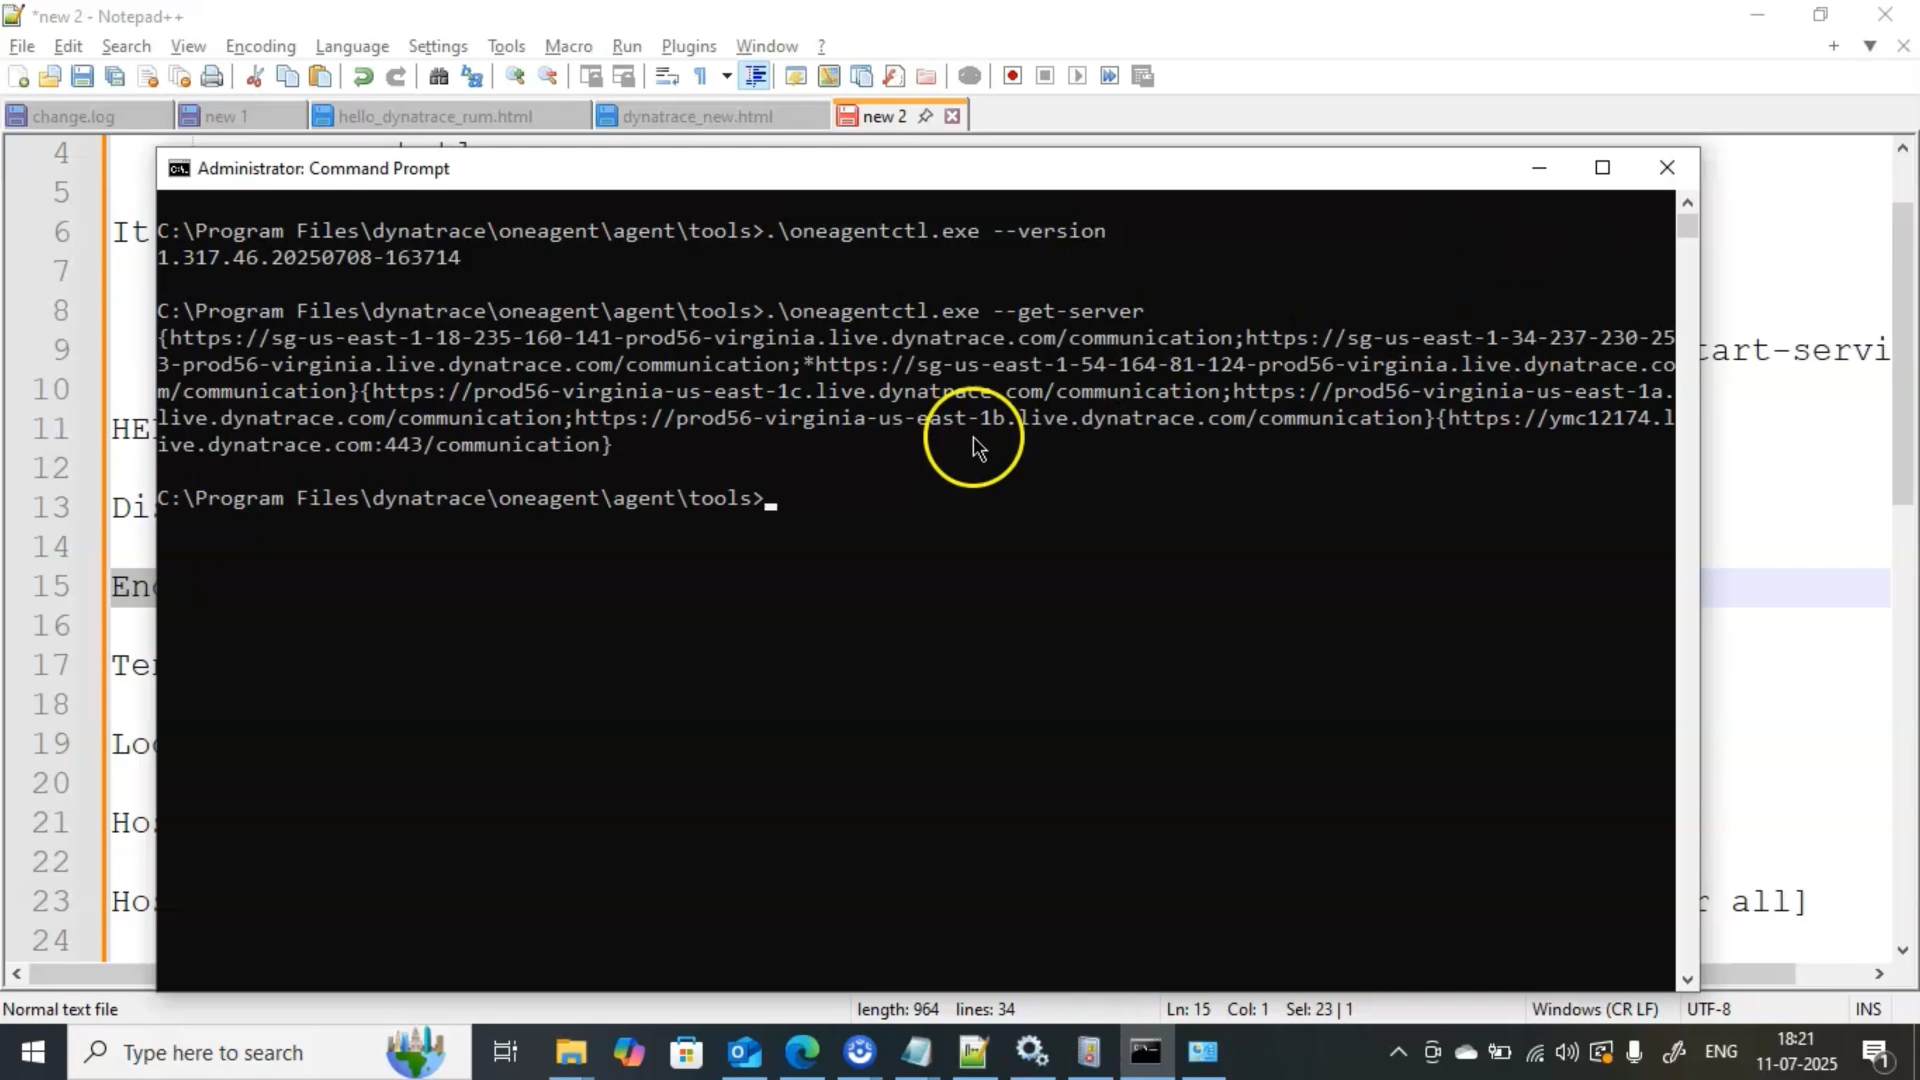 *new 2 - Notepad++
File Edit Search View Encoding Language Settings Tools Macro Run Plugins Window ?
change.log new 1 hello_dynatrace_rum.html dynatrace_new.html new 2
4
Administrator: Command Prompt
5
6 It
C:\Program Files\dynatrace\oneagent\agent\tools>.\oneagentctl.exe --version
1.317.46.20250708-163714
7
8
C:\Program Files\dynatrace\oneagent\agent\tools>.\oneagentctl.exe --get-server
{https://sg-us-east-1-18-235-160-141-prod56-virginia.live.dynatrace.com/communication;https://sg-us-east-1-34-237-230-25
9 tart-servi
3-prod56-virginia.live.dynatrace.com/communication;*https://sg-us-east-1-54-164-81-124-prod56-virginia.live.dynatrace.co
10
m/communication}{https://prod56-virginia-us-east-1c.live.dynatrace.com/communication;https://prod56-virginia-us-east-1a.
live.dynatrace.com/communication;https://prod56-virginia-us-east-1b.live.dynatrace.com/communication}{https://ymc12174.l
11
ive.dynatrace.com:443/communication}
12
C:\Program Files\dynatrace\oneagent\agent\tools>
13 Di
14
15 En
16
17 Te
18
19 Lo
20
21 Ho
22
23 Ho all]
24
Normal text file length: 964 lines: 34 Ln: 15 Col: 1 Sel: 23 | 1 Windows (CR LF) UTF-8 INS
Type here to search ENG 18:21
11-07-2025 1